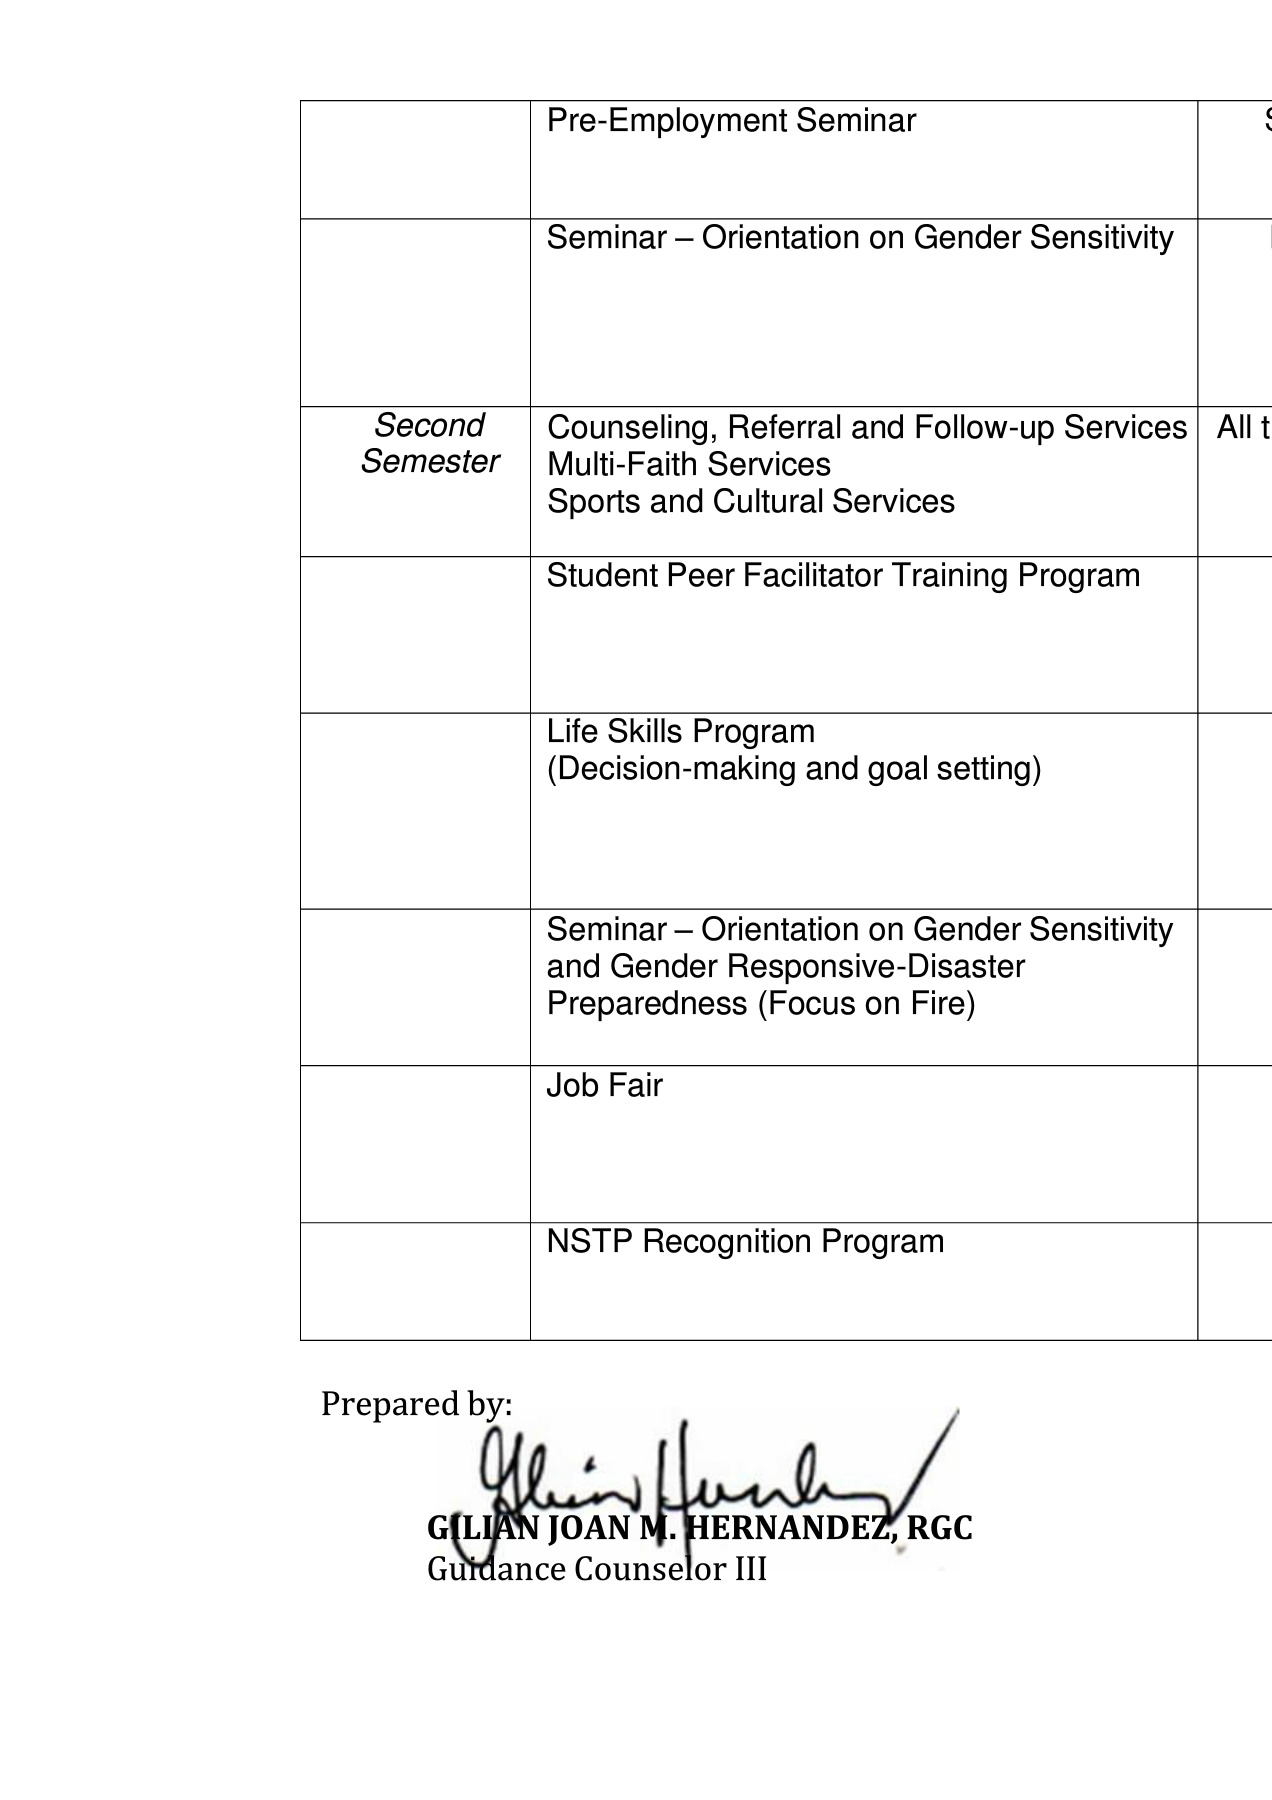 Pre-Employment Seminar
Seminar – Orientation on Gender Sensitivity
Second
Semester
Counseling, Referral and Follow-up Services
Multi-Faith Services
Sports and Cultural Services
All t
Student Peer Facilitator Training Program
Life Skills Program
(Decision-making and goal setting)
Seminar – Orientation on Gender Sensitivity
and Gender Responsive-Disaster
Preparedness (Focus on Fire)
Job Fair
NSTP Recognition Program
Prepared by:
GILIAN JOAN M. HERNANDEZ, RGC
Guidance Counselor III